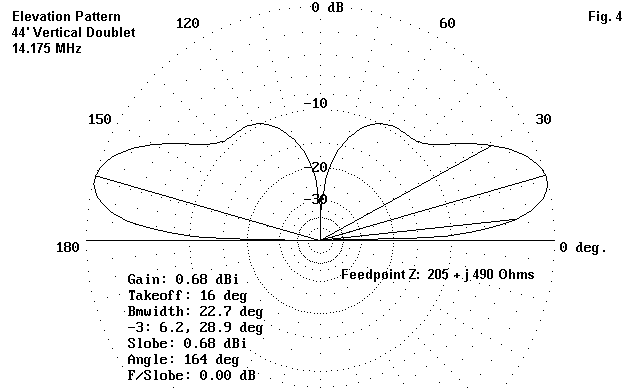 Elevation Pattern
44' Vertical Doublet
14.175 MHz
0 dB
Fig. 4
120
60
-10
150
30
-20
-30
180
0 deg.
Feedpoint Z: 205 + j 490 Ohms
Gain: 0.68 dBi
Takeoff: 16 deg
Bmwidth: 22.7 deg
-3: 6.2, 28.9 deg
Slobe: 0.68 dBi
Angle: 164 deg
F/Slobe: 0.00 dB